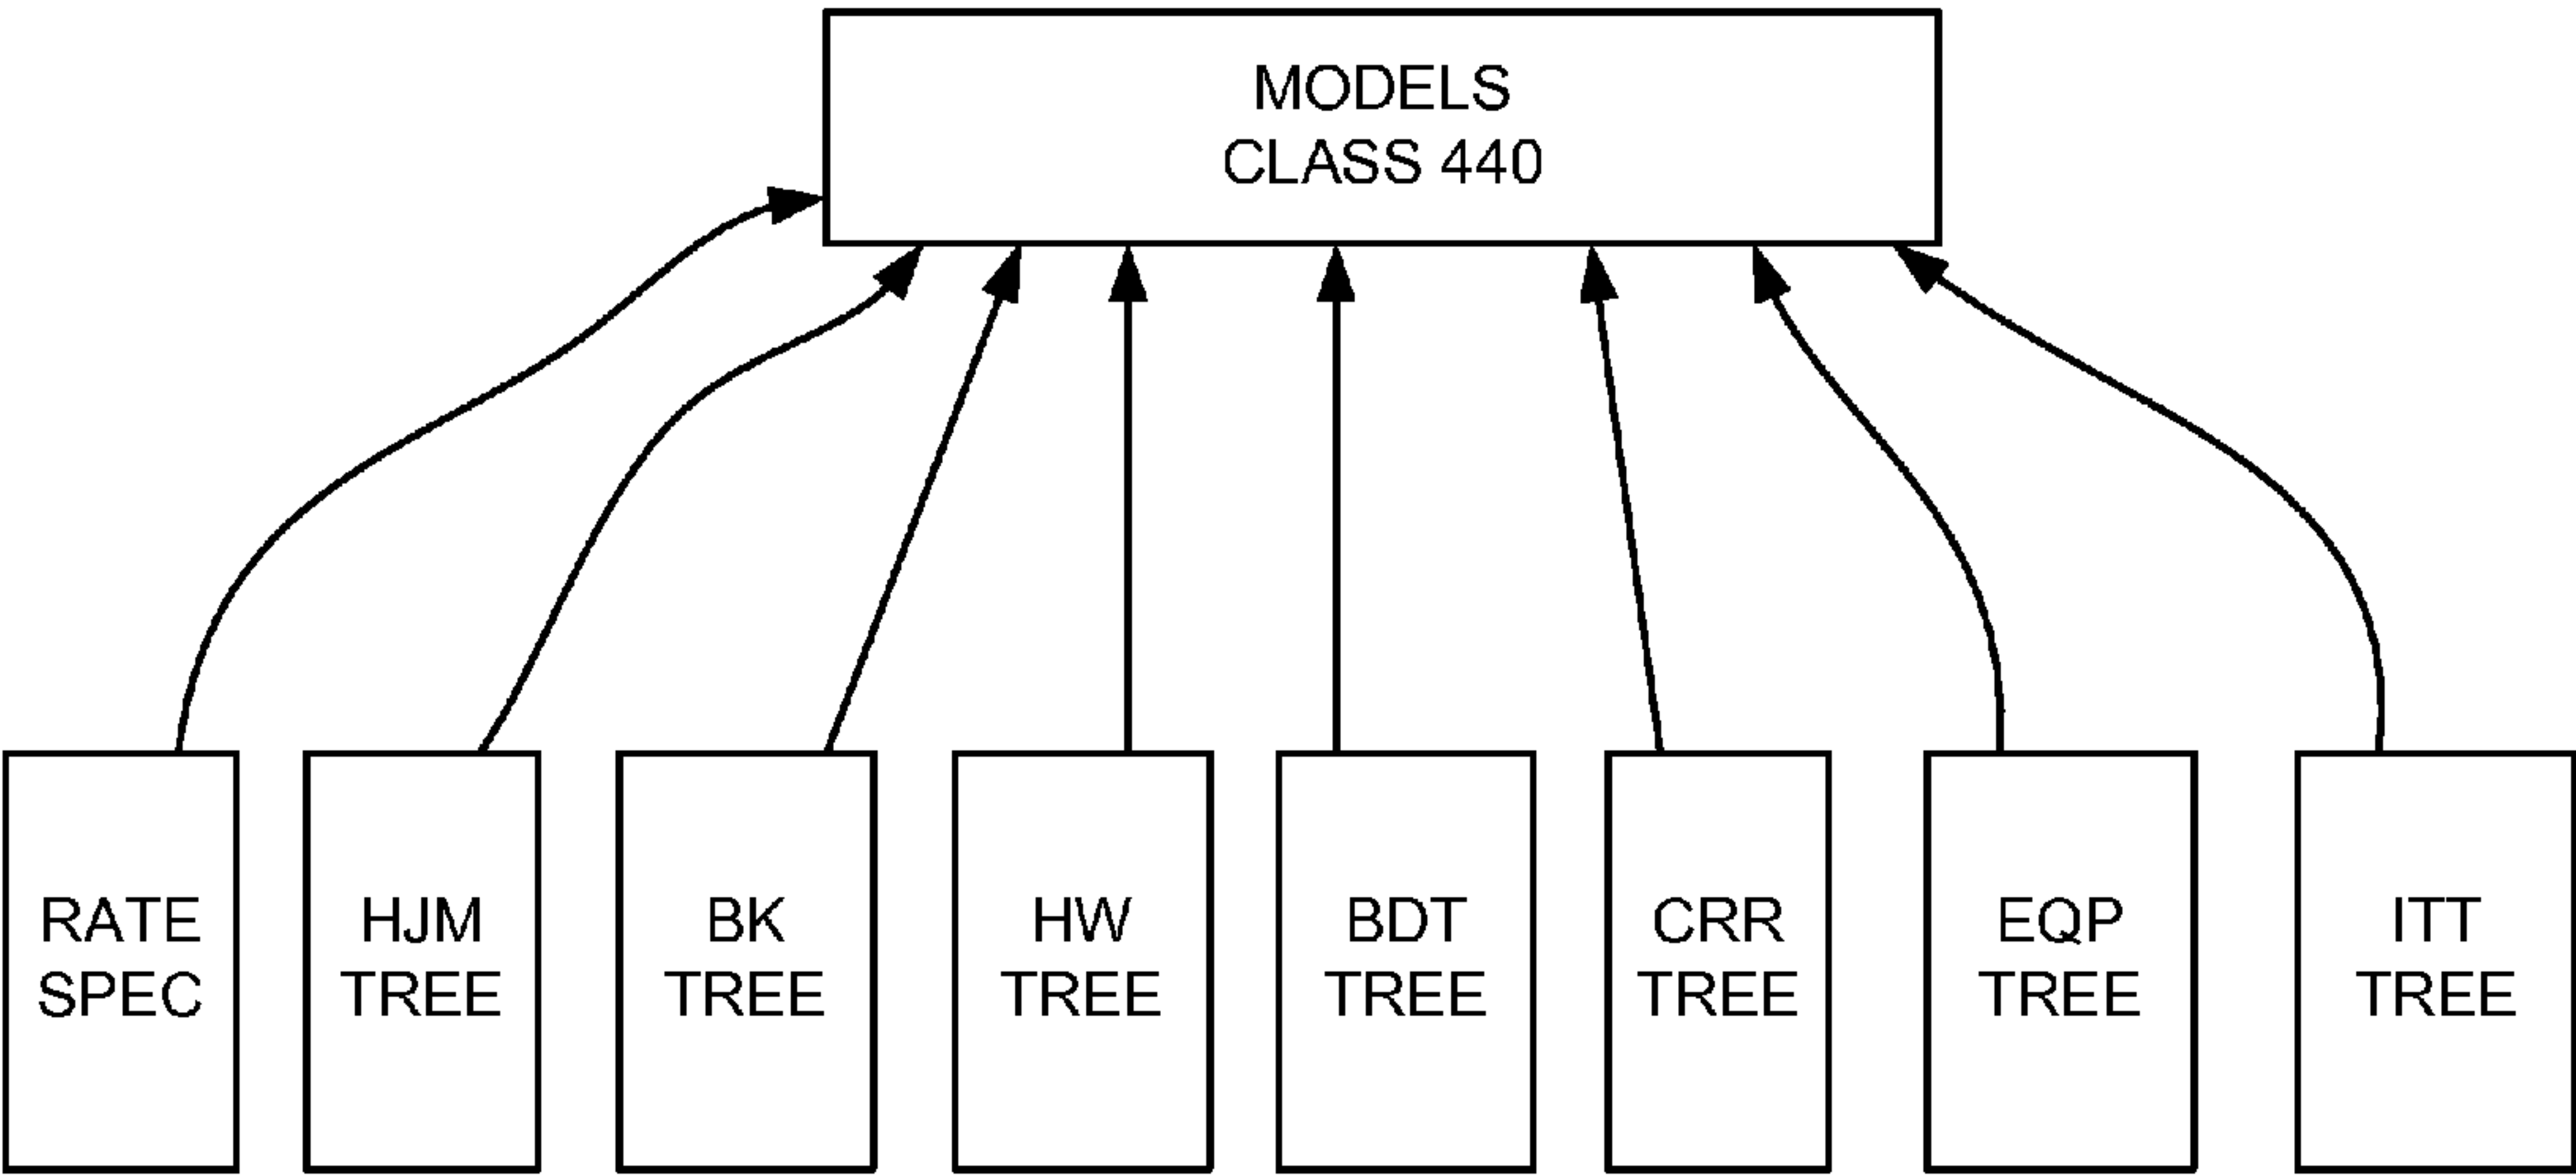 MODELS
CLASS 440
RATE
SPEC
HJM
TREE
BK
TREE
HW
TREE
BDT
TREE
CRR
TREE
EQP
TREE
ITT
TREE